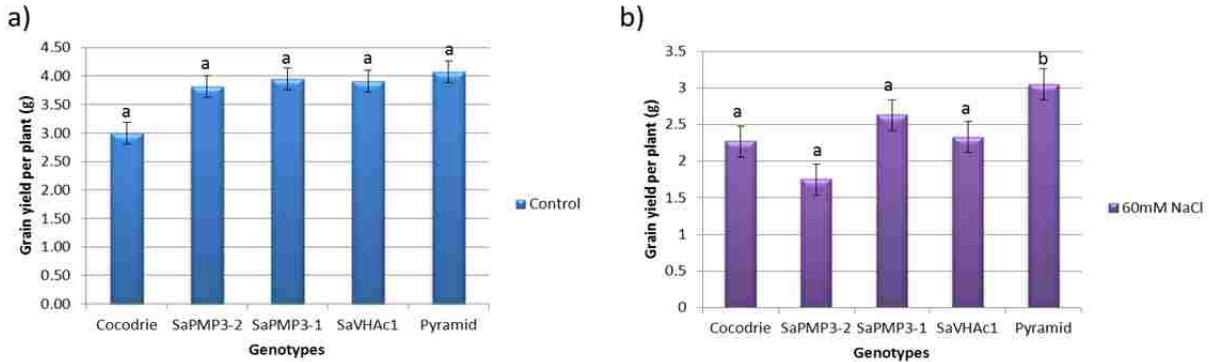 a)
4.50
4.00
3.50
3.00
2.50
2.00
1.50
1.00
0.50
0.00
Grain yield per plant (g)
a
a
a
a
a
Cocodrie
SaPMP3-2
SaPMP3-1
SaVHAc1
Pyramid
Genotypes
Control
b)
3.5
3
2.5
2
1.5
1
0.5
0
Grain yield per plant (g)
a
a
a
a
b
Cocodrie
SaPMP3-2
SaPMP3-1
SaVHAc1
Pyramid
Genotypes
60mM NaCl